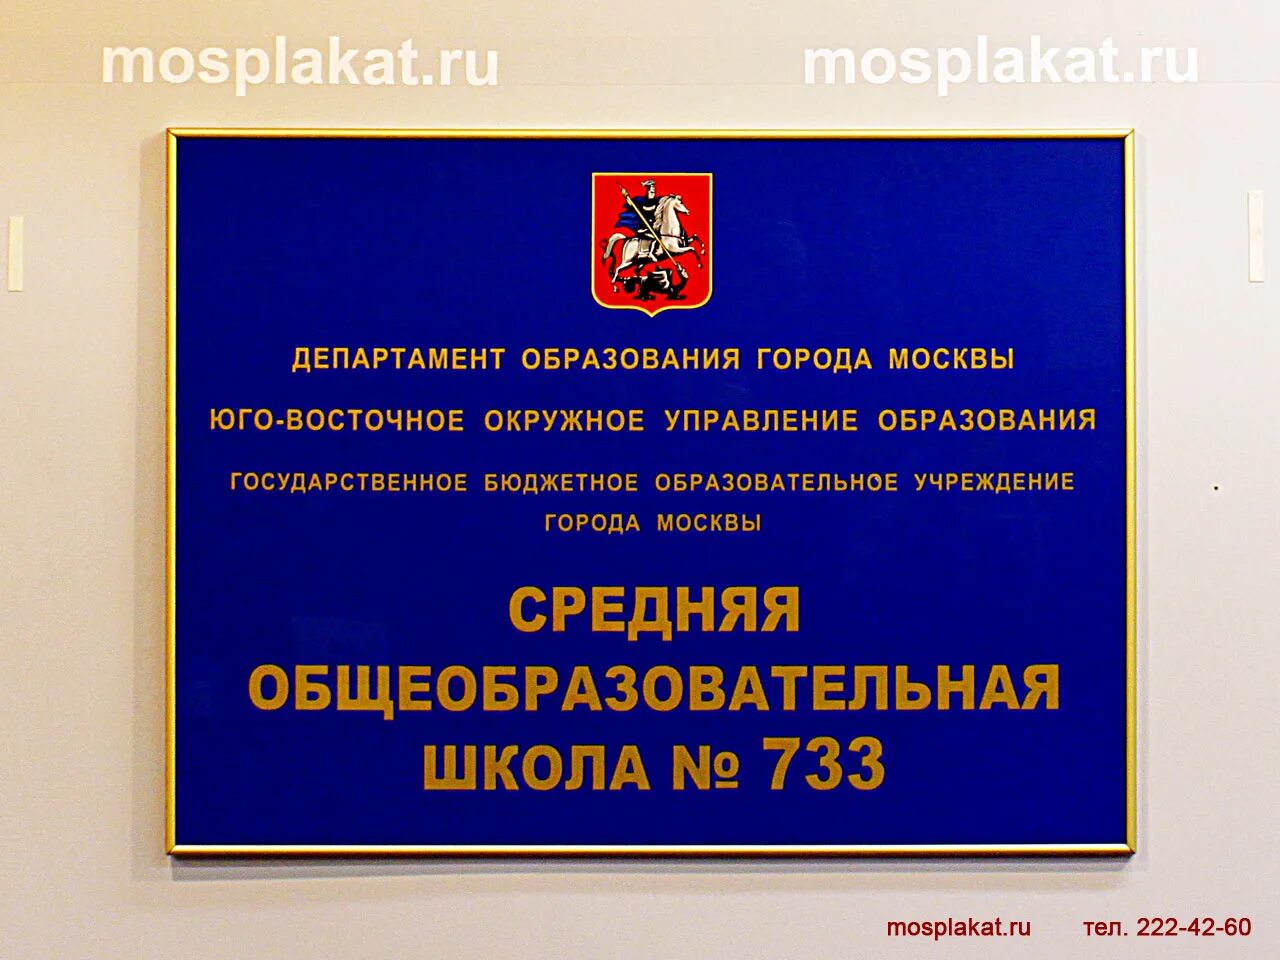 mosplakat.ru mosplakat.ru
ДЕПАРТАМЕНТ ОБРАЗОВАНИЯ ГОРОДА МОСКВЫ
ЮГО-ВОСТОЧНОЕ ОКРУЖНОЕ УПРАВЛЕНИЕ ОБРАЗОВАНИЯ
ГОСУДАРСТВЕННОЕ БЮДЖЕТНОЕ ОБРАЗОВАТЕЛЬНОЕ УЧРЕЖДЕНИЕ
ГОРОДА МОСКВЫ
СРЕДНЯЯ
ОБЩЕОБРАЗОВАТЕЛЬНАЯ
ШКОЛА № 733
mosplakat.ru тел. 222-42-60